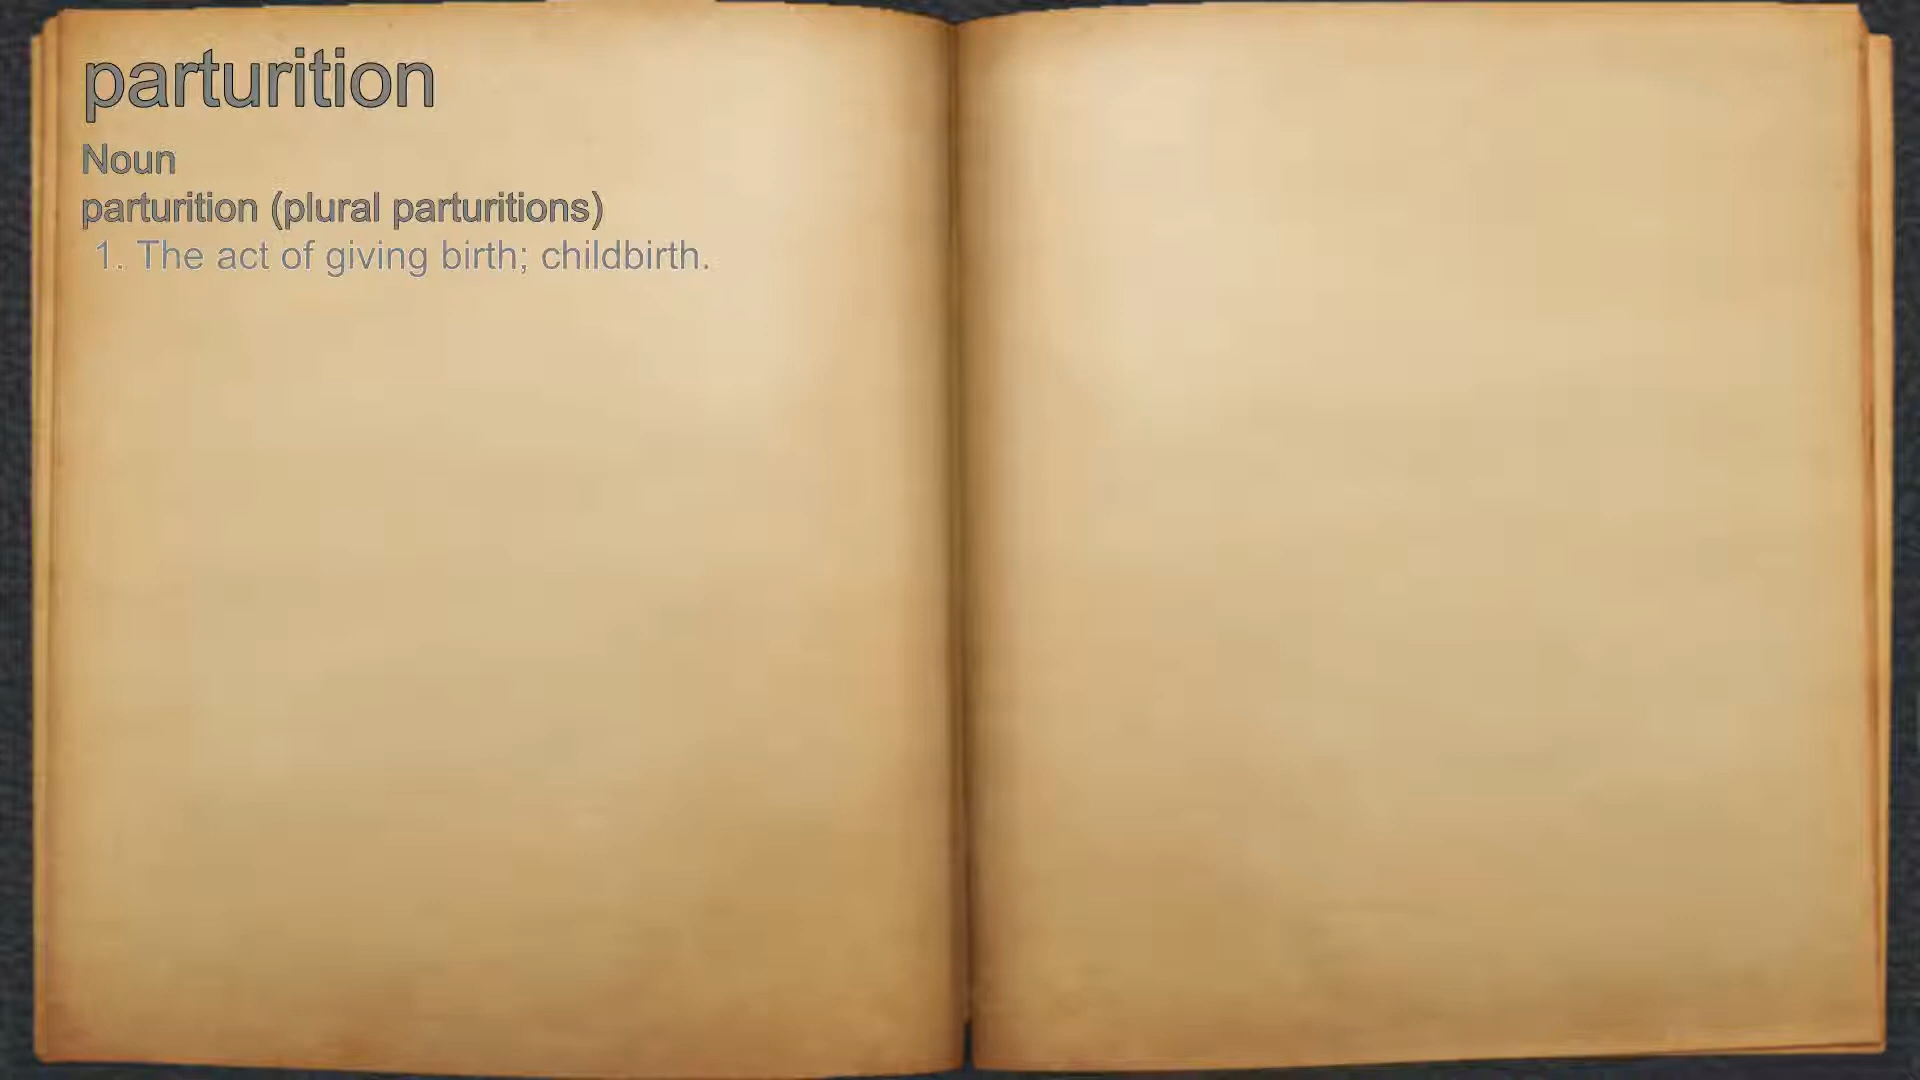 parturition
Noun
parturition (plural parturitions)
1. The act of giving birth; childbirth.